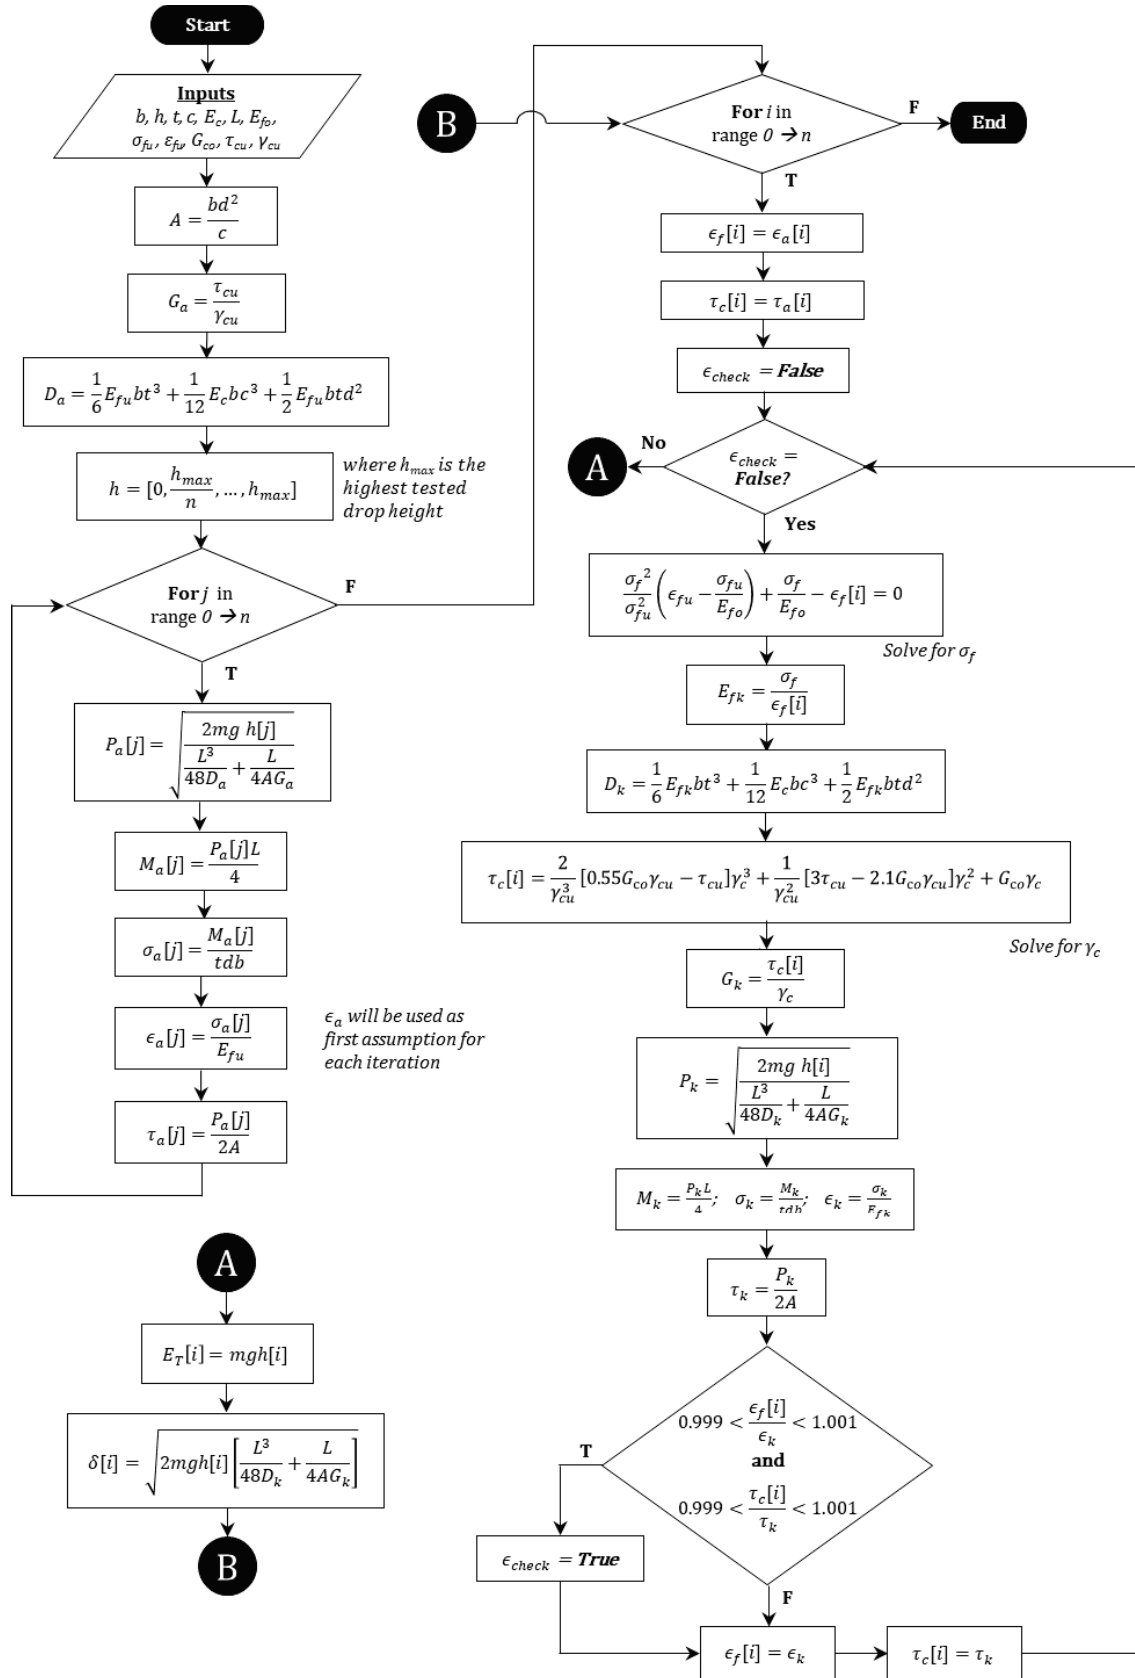 Start
Inputs
b, h, t, c, E_c, L, E_fo,
σ_fu, ε_fu, G_co, τ_cu, γ_cu
A = bd²/c
G_a = τ_cu/γ_cu
D_a = 1/6 E_fu bt³ + 1/12 E_c bc³ + 1/2 E_fu btd²
h = [0, h_max/n, ..., h_max]
where h_max is the
highest tested
drop height
For j in
range 0 → n
F
T
P_a[j] = √(2mg h[j] / (L³/48D_a + L/4AG_a))
M_a[j] = P_a[j]L/4
σ_a[j] = M_a[j]/tdb
ϵ_a[j] = σ_a[j]/E_fu
ϵ_a will be used as
first assumption for
each iteration
τ_a[j] = P_a[j]/2A
A
E_T[i] = mgh[i]
δ[i] = √(2mgh[i] [L³/48D_k + L/4AG_k])
B
B
For i in
range 0 → n
F
End
T
ϵ_f[i] = ϵ_a[i]
τ_c[i] = τ_a[i]
ϵ_check = False
A
No
ϵ_check =
False?
Yes
σ_f²/σ_fu² (ϵ_fu − σ_fu/E_fo) + σ_f/E_fo − ϵ_f[i] = 0
Solve for σ_f
E_fk = σ_f/ϵ_f[i]
D_k = 1/6 E_fk bt³ + 1/12 E_c bc³ + 1/2 E_fk btd²
τ_c[i] = 2/γ_cu³ [0.55G_co γ_cu − τ_cu]γ_c³ + 1/γ_cu² [3τ_cu − 2.1G_co γ_cu]γ_c² + G_co γ_c
Solve for γ_c
G_k = τ_c[i]/γ_c
P_k = √(2mg h[i] / (L³/48D_k + L/4AG_k))
M_k = P_k L/4; σ_k = M_k/tdb; ϵ_k = σ_k/E_fk
τ_k = P_k/2A
0.999 < ϵ_f[i]/ϵ_k < 1.001
and
0.999 < τ_c[i]/τ_k < 1.001
T
ϵ_check = True
F
ϵ_f[i] = ϵ_k
τ_c[i] = τ_k